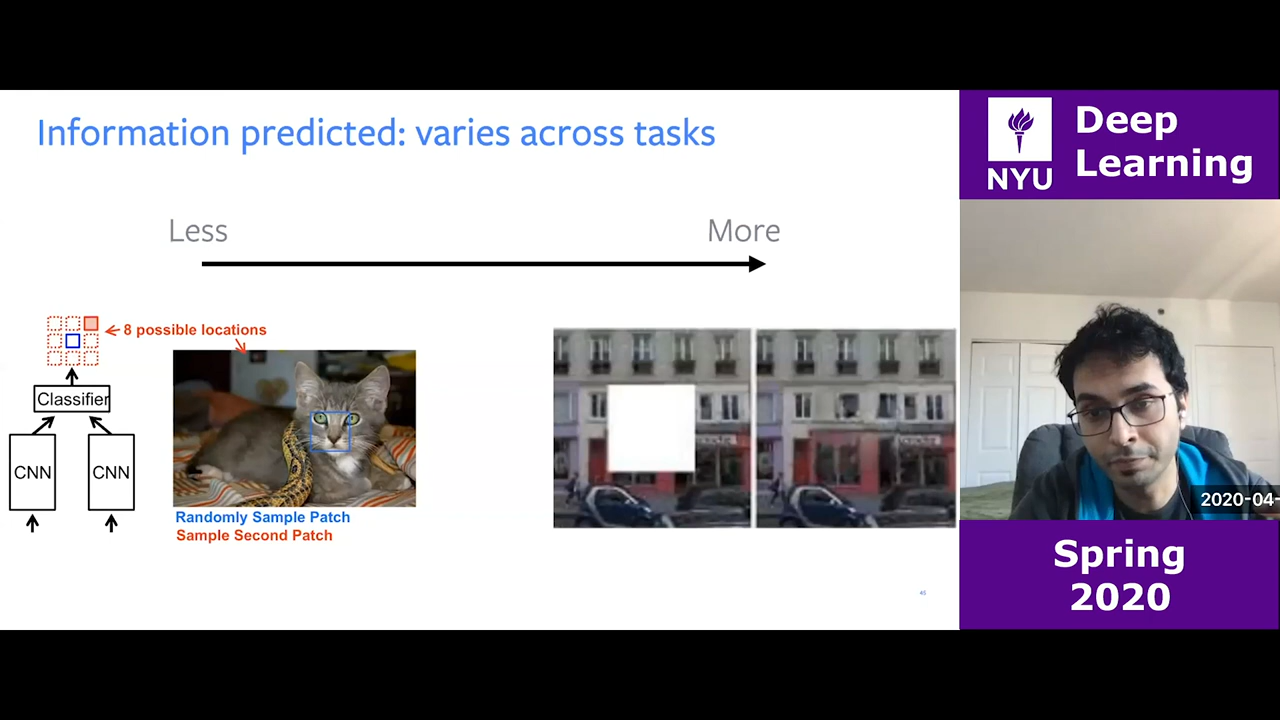 Information predicted: varies across tasks
Less
More
8 possible locations
Classifier
CNN
CNN
Randomly Sample Patch
Sample Second Patch
45
NYU
Deep
Learning
2020-04-
Spring
2020